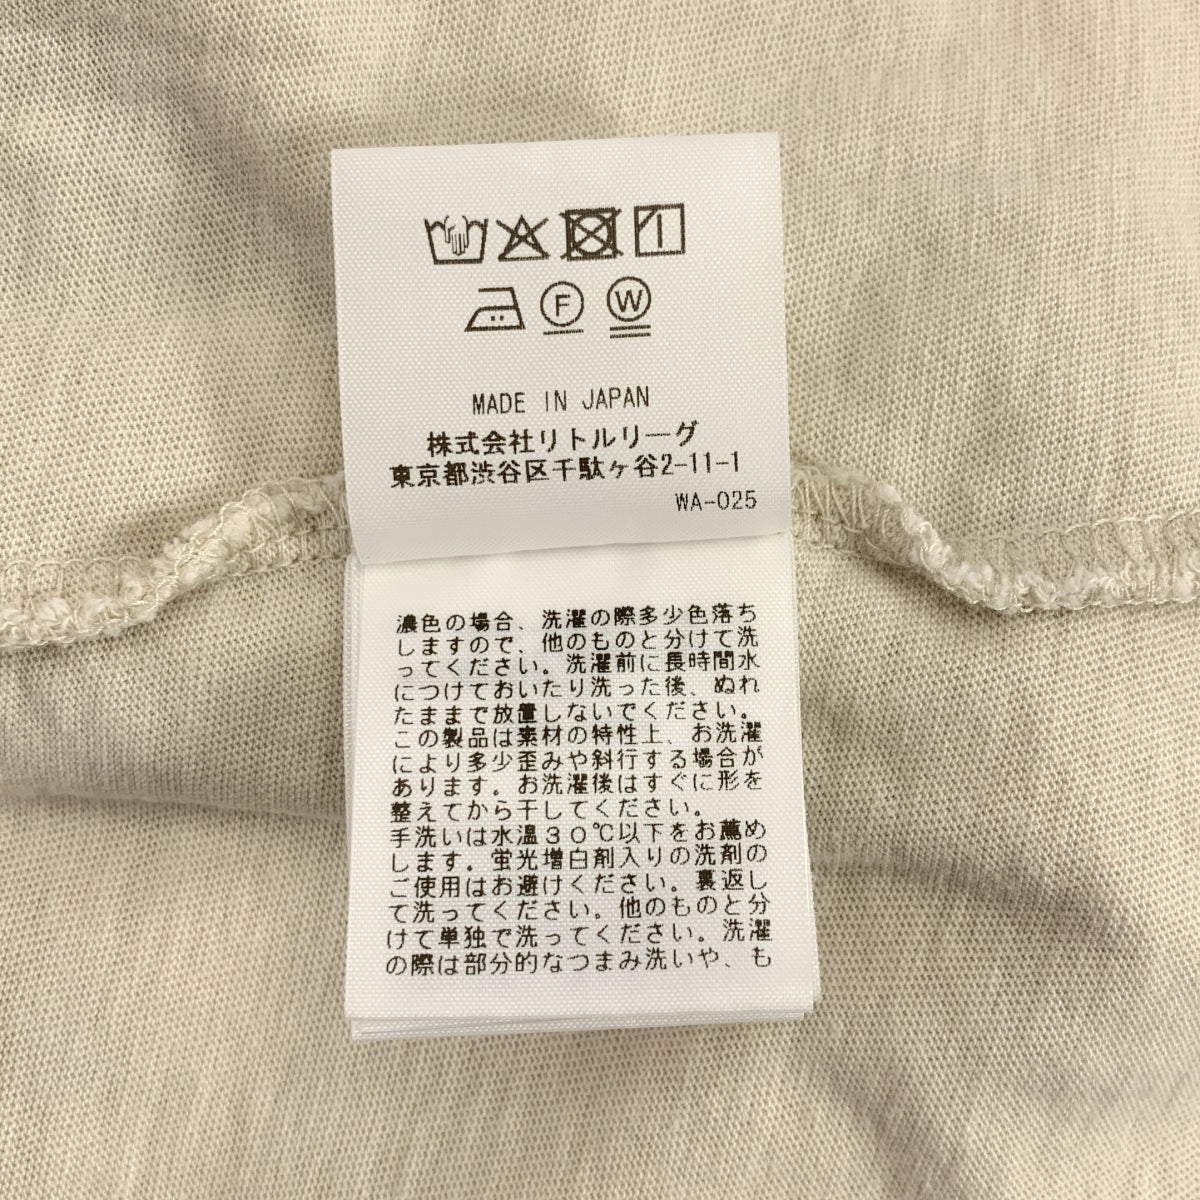 F W
MADE IN JAPAN
株式会社リトルリーグ
東京都渋谷区千駄ヶ谷2-11-1
WA-025
濃色の場合、洗濯の際多少色落ち
しますので、他のものと分けて洗
ってください。洗濯前に長時間水
につけておいたり洗った後、ぬれ
たままで放置しないでください。
この製品は素材の特性上、お洗濯
により多少歪みや斜行する場合が
あります。お洗濯後はすぐに形を
整えてから干してください。
手洗いは水温30℃以下をお薦め
します。蛍光増白剤入りの洗剤の
ご使用はお避けください。裏返し
て洗ってください。他のものと分
けて単独で洗ってください。洗濯
の際は部分的なつまみ洗いや、も